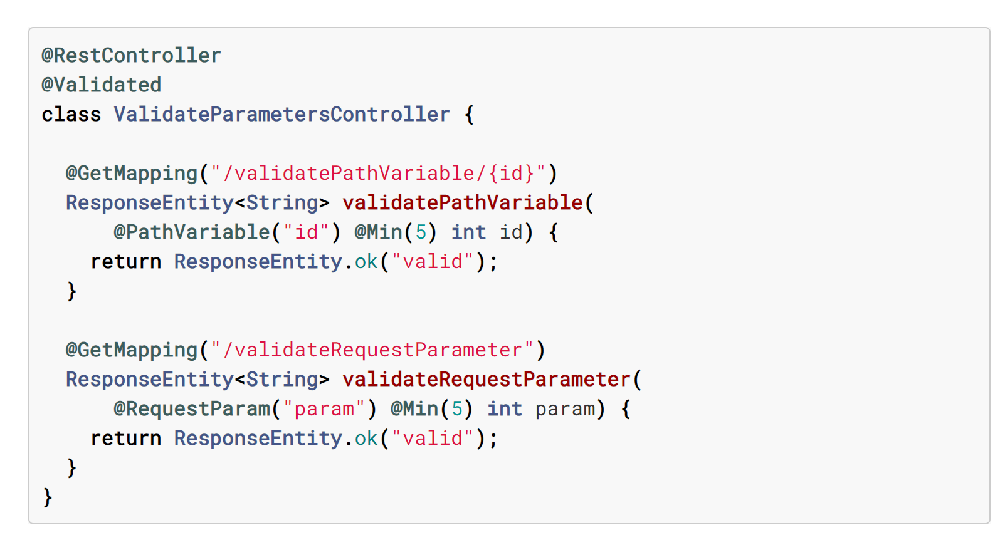 @RestController
@Validated
class ValidateParametersController {
@GetMapping("/validatePathVariable/{id}")
ResponseEntity<String> validatePathVariable(
@PathVariable("id") @Min(5) int id) {
return ResponseEntity.ok("valid");
}
@GetMapping("/validateRequestParameter")
ResponseEntity<String> validateRequestParameter(
@RequestParam("param") @Min(5) int param) {
return ResponseEntity.ok("valid");
}
}